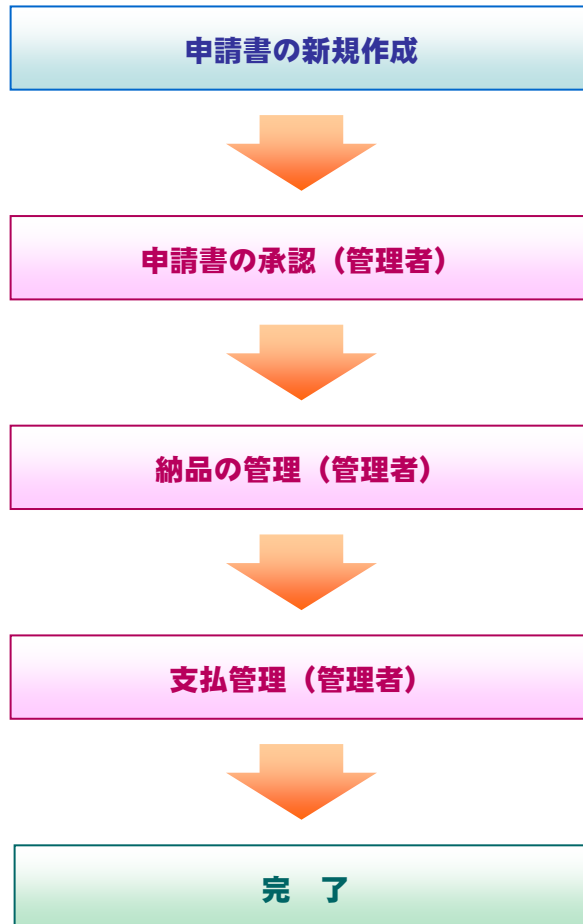 申請書の新規作成
申請書の承認（管理者）
納品の管理（管理者）
支払管理（管理者）
完　了